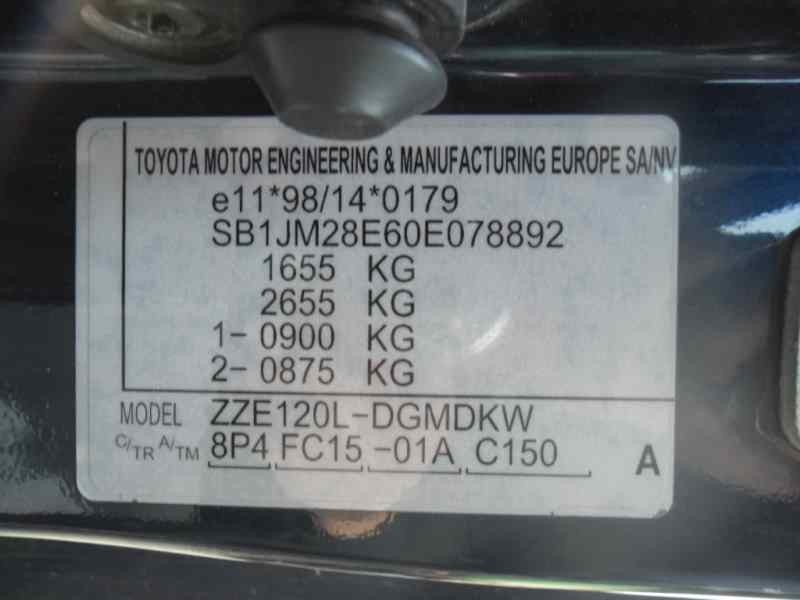 TOYOTA MOTOR ENGINEERING & MANUFACTURING EUROPE SA/NV
e11*98/14*0179
SB1JM28E60E078892
1655 KG
2655 KG
1- 0900 KG
2- 0875 KG
MODEL ZZE120L-DGMDKW
C/TR A/TM 8P4 FC15 -01A C150 A